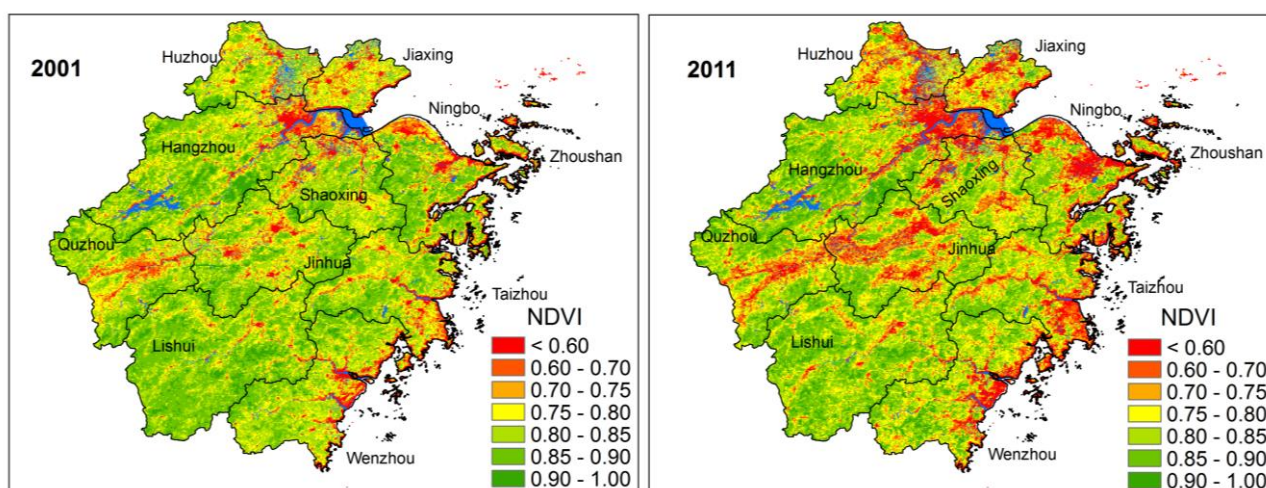 2001
Huzhou
Jiaxing
Ningbo
Hangzhou
Zhoushan
Shaoxing
Quzhou
Jinhua
Taizhou
Lishui
Wenzhou
NDVI
< 0.60
0.60 - 0.70
0.70 - 0.75
0.75 - 0.80
0.80 - 0.85
0.85 - 0.90
0.90 - 1.00
2011
Huzhou
Jiaxing
Ningbo
Hangzhou
Zhoushan
Shaoxing
Quzhou
Jinhua
Taizhou
Lishui
Wenzhou
NDVI
< 0.60
0.60 - 0.70
0.70 - 0.75
0.75 - 0.80
0.80 - 0.85
0.85 - 0.90
0.90 - 1.00